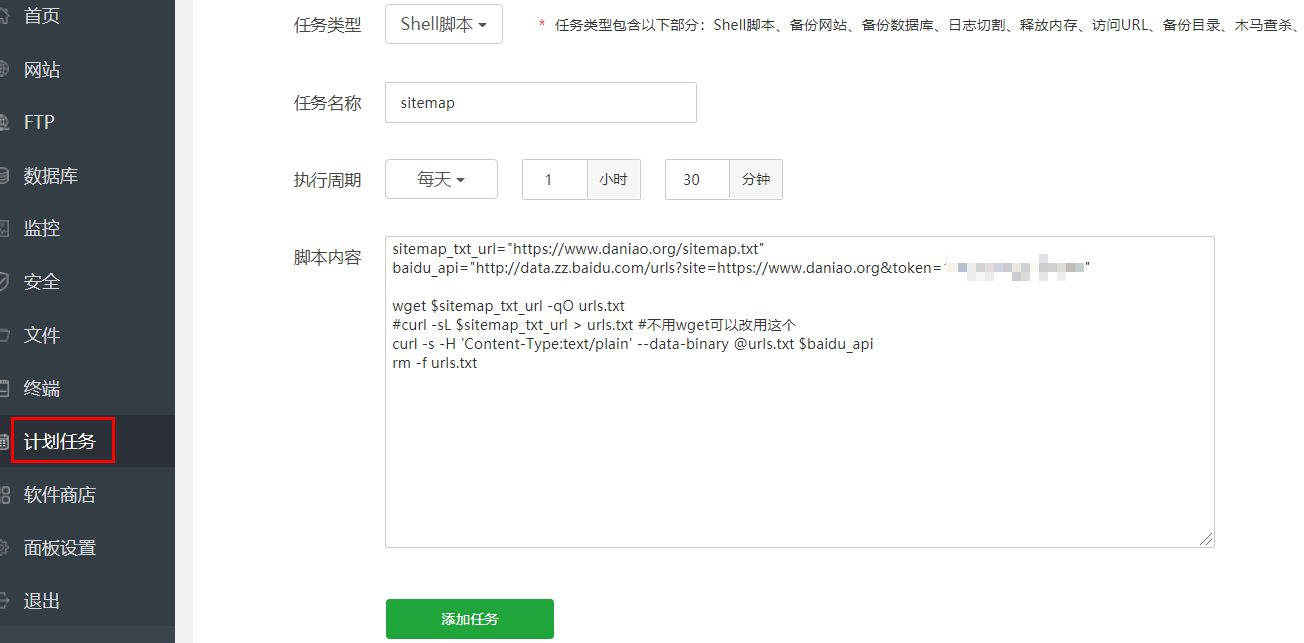 首页
网站
FTP
数据库
监控
安全
文件
终端
计划任务
软件商店
面板设置
退出
任务类型 Shell脚本 * 任务类型包含以下部分：Shell脚本、备份网站、备份数据库、日志切割、释放内存、访问URL、备份目录、木马查杀、
任务名称 sitemap
执行周期 每天 1 小时 30 分钟
脚本内容
sitemap_txt_url="https://www.daniao.org/sitemap.txt"
baidu_api="http://data.zz.baidu.com/urls?site=https://www.daniao.org&token= "
wget $sitemap_txt_url -qO urls.txt
#curl -sL $sitemap_txt_url > urls.txt #不用wget可以改用这个
curl -s -H 'Content-Type:text/plain' --data-binary @urls.txt $baidu_api
rm -f urls.txt
添加任务